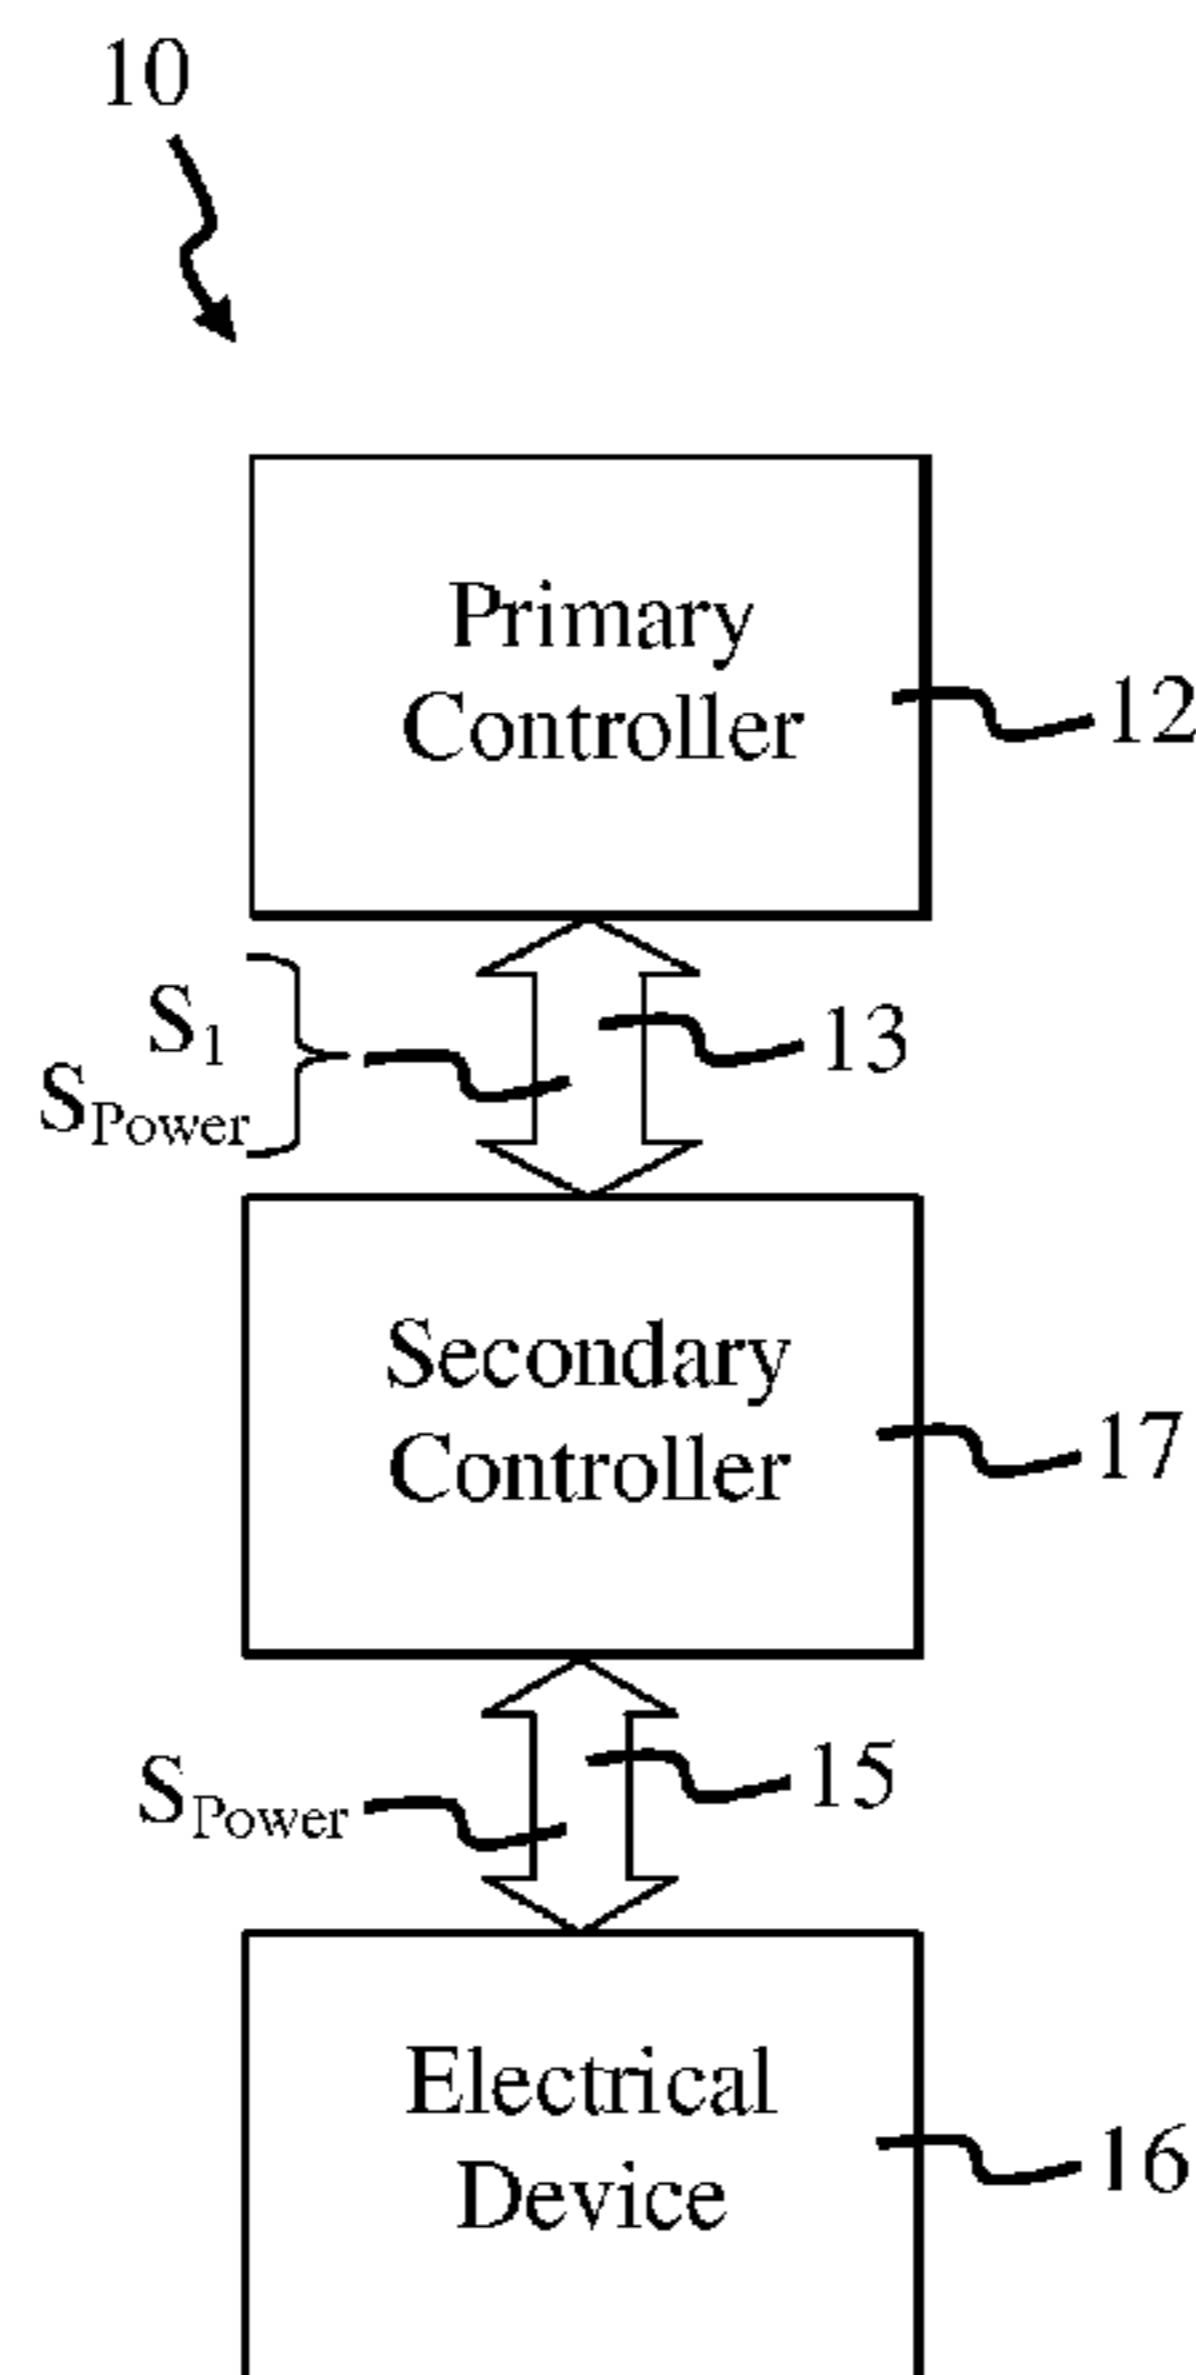 10
Primary
Controller
12
S1
SPower
13
Secondary
Controller
17
SPower
15
Electrical
Device
16